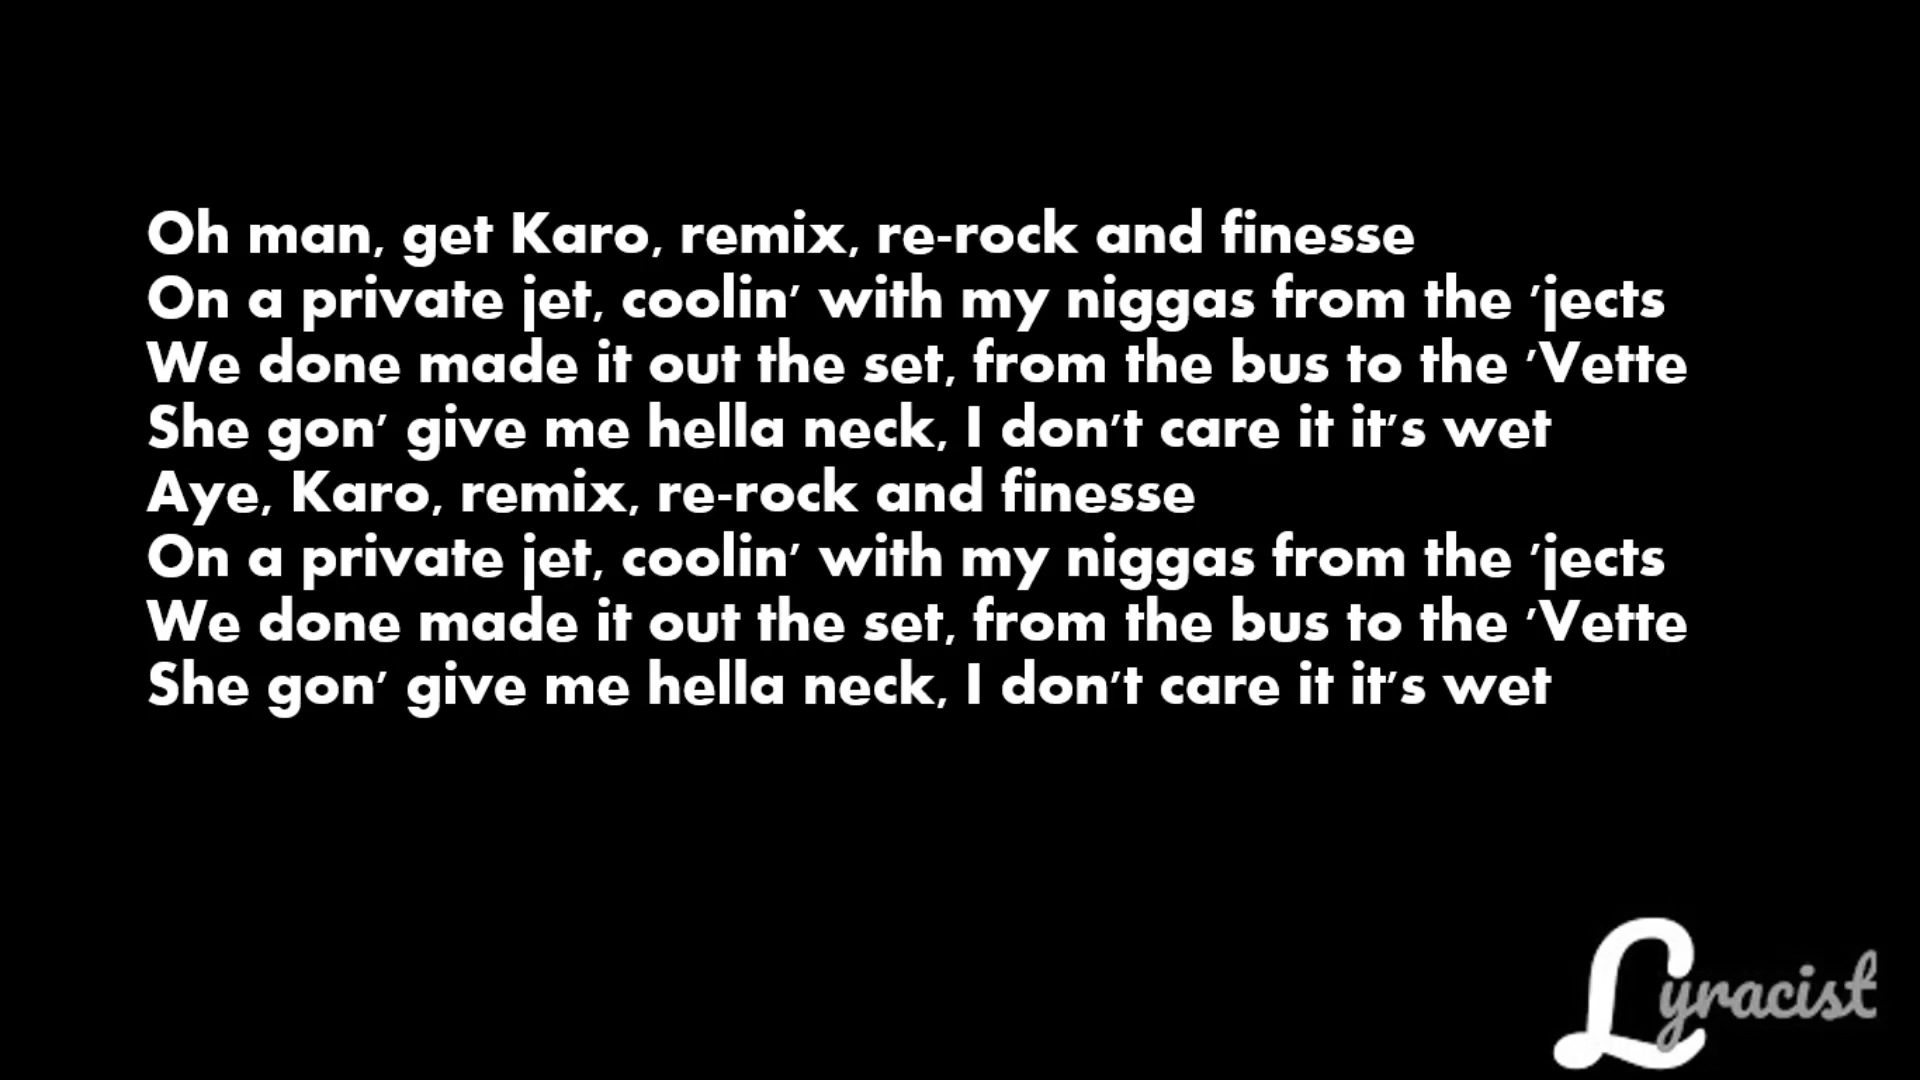 Oh man, get Karo, remix, re-rock and finesse
On a private jet, coolin' with my niggas from the 'jects
We done made it out the set, from the bus to the 'Vette
She gon' give me hella neck, I don't care it it's wet
Aye, Karo, remix, re-rock and finesse
On a private jet, coolin' with my niggas from the 'jects
We done made it out the set, from the bus to the 'Vette
She gon' give me hella neck, I don't care it it's wet
Lyracist